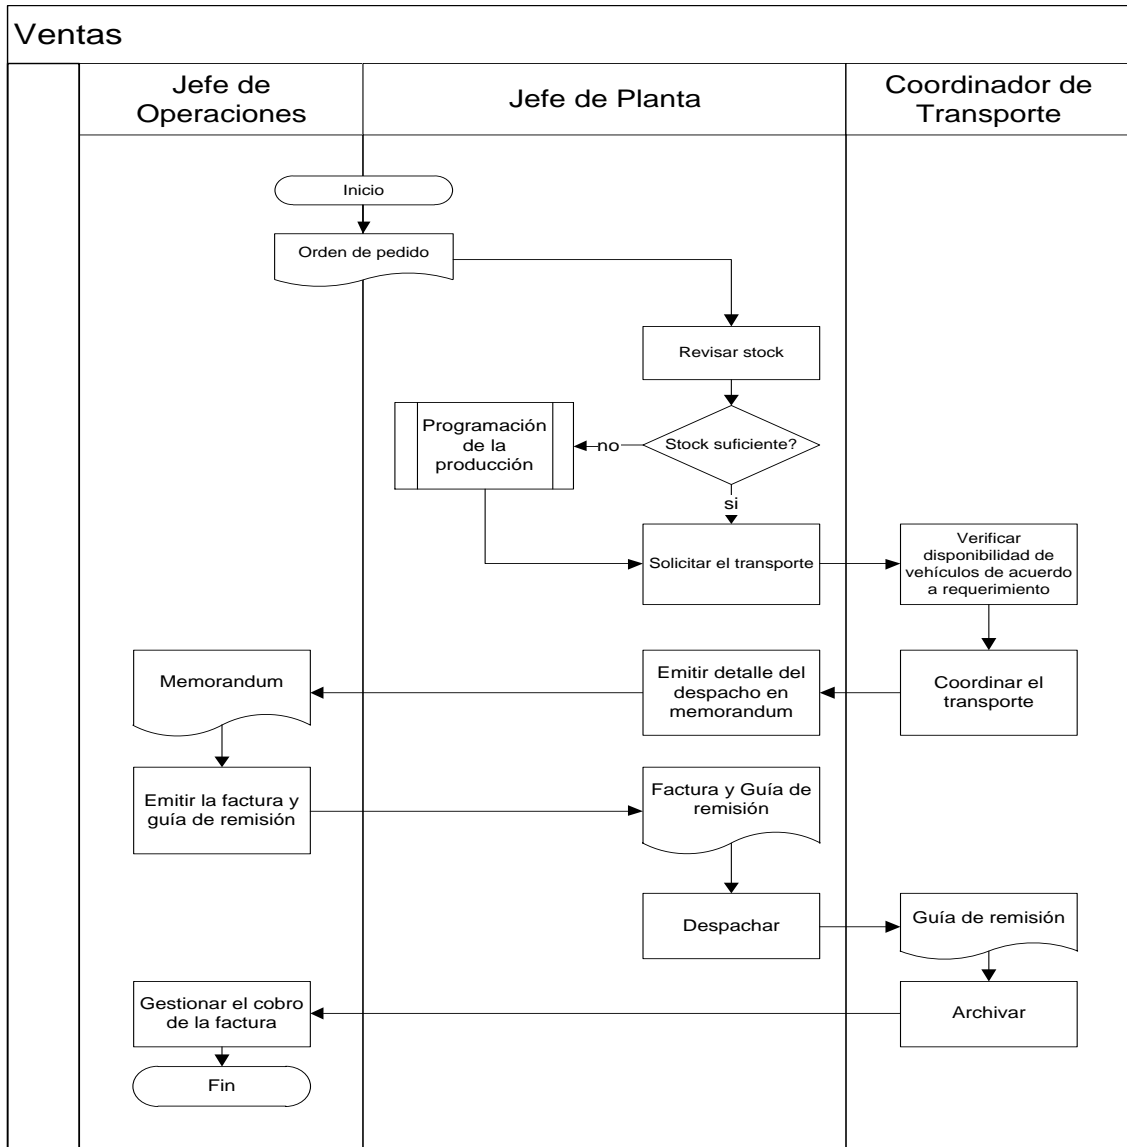 Ventas
Jefe de
Operaciones
Jefe de Planta
Coordinador de
Transporte
Inicio
Orden de pedido
Revisar stock
Programación
de la
producción
no
Stock suficiente?
si
Solicitar el transporte
Verificar
disponibilidad de
vehículos de acuerdo
a requerimiento
Memorandum
Emitir detalle del
despacho en
memorandum
Coordinar el
transporte
Emitir la factura y
guía de remisión
Factura y Guía de
remisión
Despachar
Guía de remisión
Gestionar el cobro
de la factura
Archivar
Fin